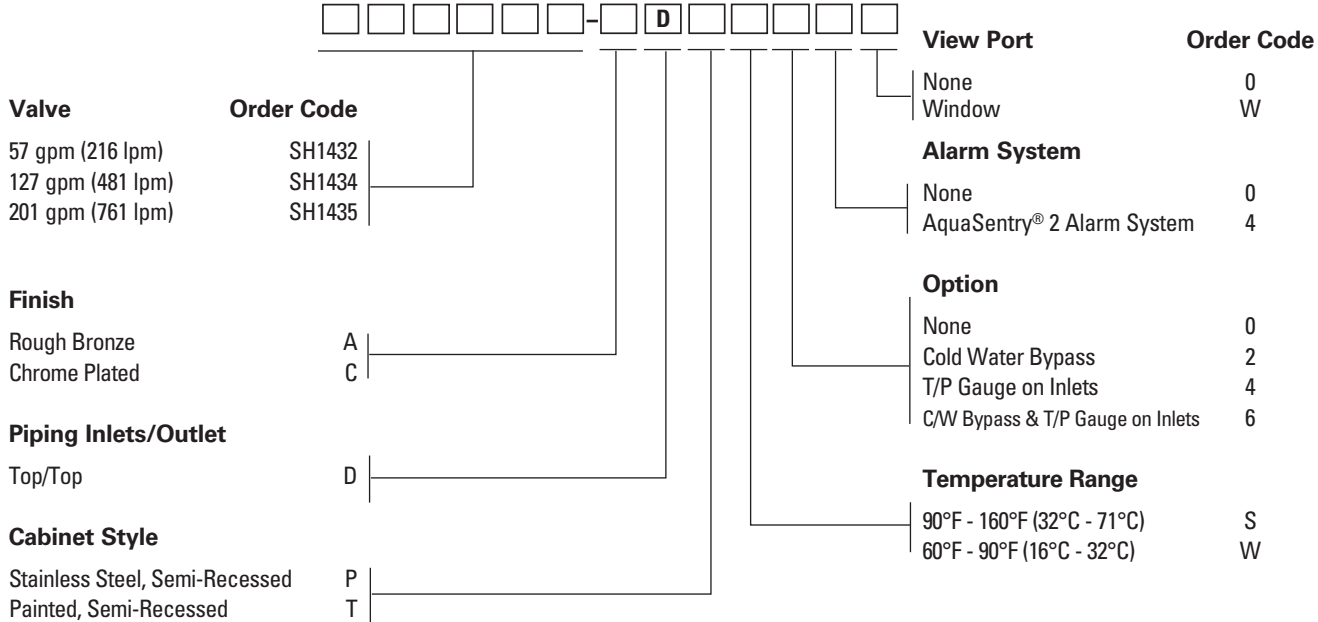 – D
Valve Order Code
57 gpm (216 lpm) SH1432
127 gpm (481 lpm) SH1434
201 gpm (761 lpm) SH1435
Finish
Rough Bronze A
Chrome Plated C
Piping Inlets/Outlet
Top/Top D
Cabinet Style
Stainless Steel, Semi-Recessed P
Painted, Semi-Recessed T
View Port Order Code
None 0
Window W
Alarm System
None 0
AquaSentry® 2 Alarm System 4
Option
None 0
Cold Water Bypass 2
T/P Gauge on Inlets 4
C/W Bypass & T/P Gauge on Inlets 6
Temperature Range
90°F - 160°F (32°C - 71°C) S
60°F - 90°F (16°C - 32°C) W